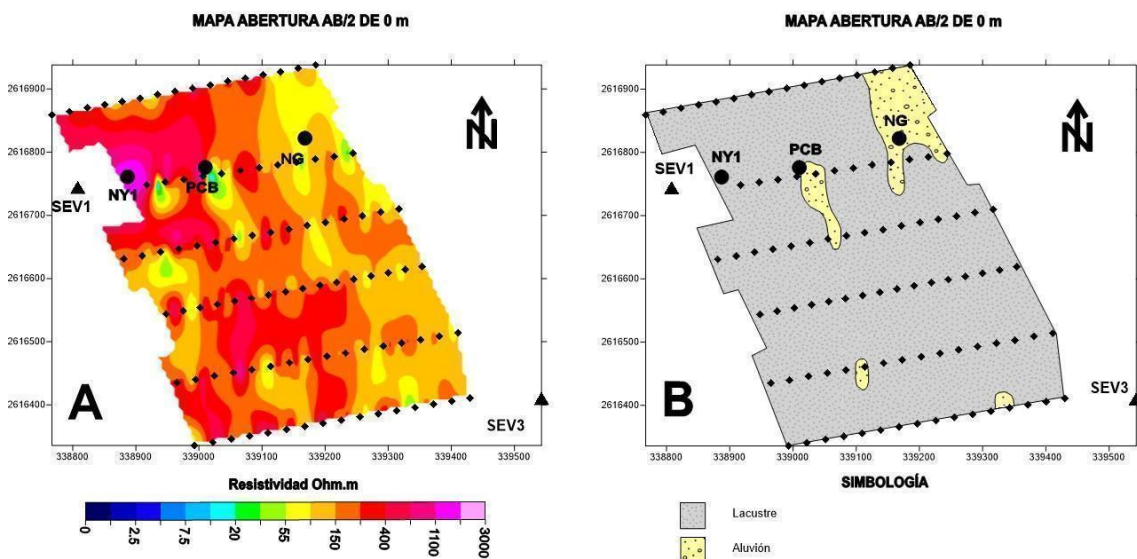 MAPA ABERTURA AB/2 DE 0 m
MAPA ABERTURA AB/2 DE 0 m
2616900
2616800
2616700
2616600
2616500
2616400
N
NG
PCB
NY1
SEV1
A
SEV3
338800 338900 339000 339100 339200 339300 339400 339500
Resistividad Ohm.m
0 2.5 7.5 20 55 150 400 1100 3000
2616900
2616800
2616700
2616600
2616500
2616400
N
NG
PCB
NY1
SEV1
B
SEV3
338800 338900 339000 339100 339200 339300 339400 339500
SIMBOLOGÍA
Lacustre
Aluvión